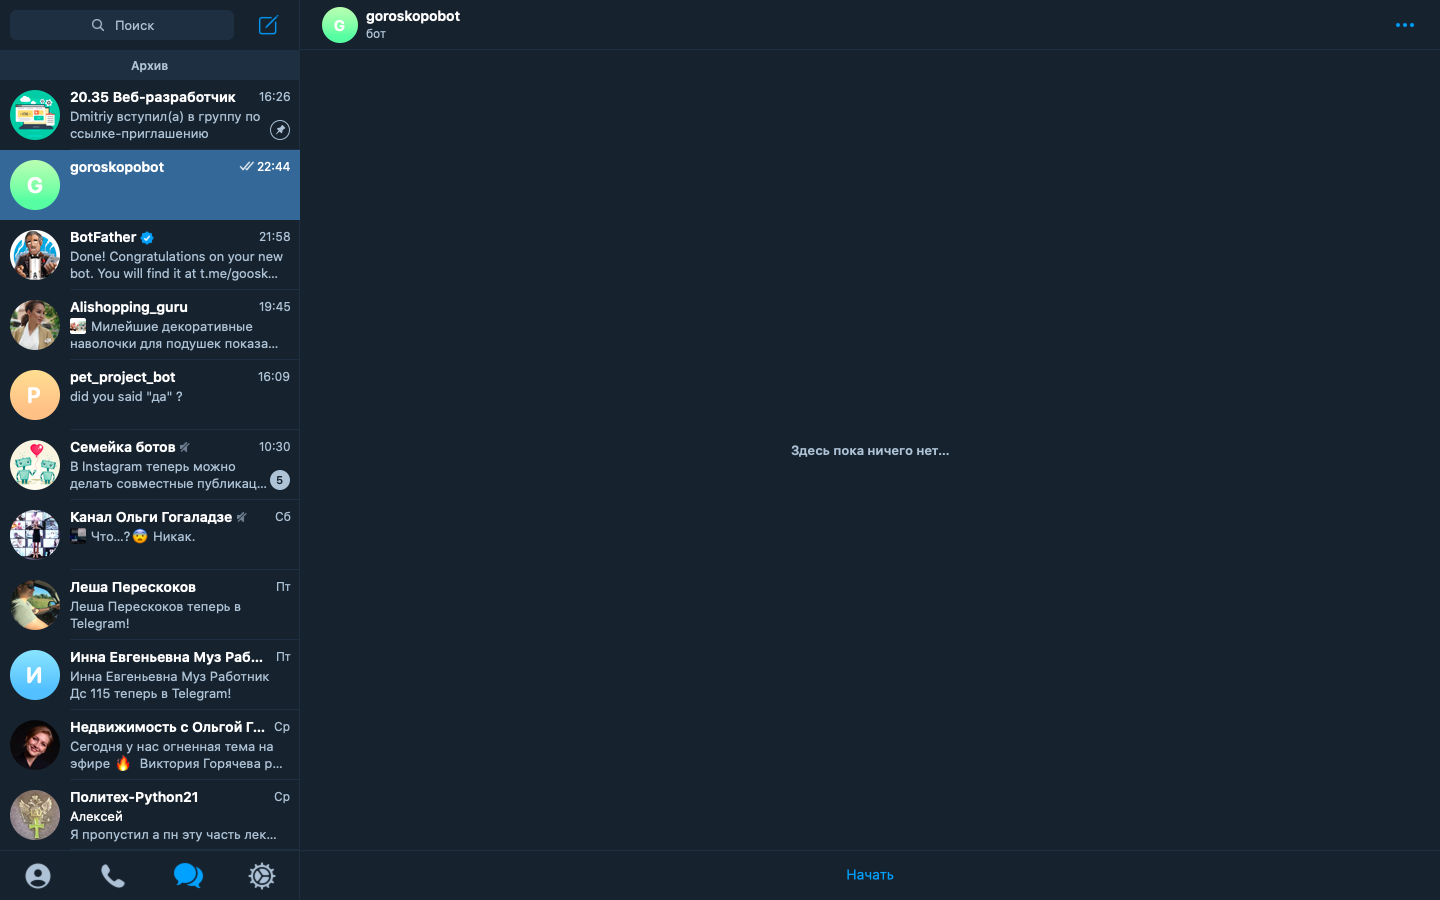 Поиск
Архив
20.35 Веб-разработчик 16:26
Dmitriy вступил(а) в группу по
ссылке-приглашению
G
goroskopobot 22:44
BotFather 21:58
Done! Congratulations on your new
bot. You will find it at t.me/goosk...
Alishopping_guru 19:45
Милейшие декоративные
наволочки для подушек показа...
P
pet_project_bot 16:09
did you said "да" ?
Семейка ботов 10:30
В Instagram теперь можно
делать совместные публикац... 5
Канал Ольги Гогаладзе Сб
Что...?😨 Никак.
Леша Перескоков Пт
Леша Перескоков теперь в
Telegram!
И
Инна Евгеньевна Муз Раб... Пт
Инна Евгеньевна Муз Работник
Дс 115 теперь в Telegram!
Недвижимость с Ольгой Г... Ср
Сегодня у нас огненная тема на
эфире 🔥 Виктория Горячева р...
Политех-Python21 Ср
Алексей
Я пропустил а пн эту часть лек...
G
goroskopobot
бот
Здесь пока ничего нет...
Начать